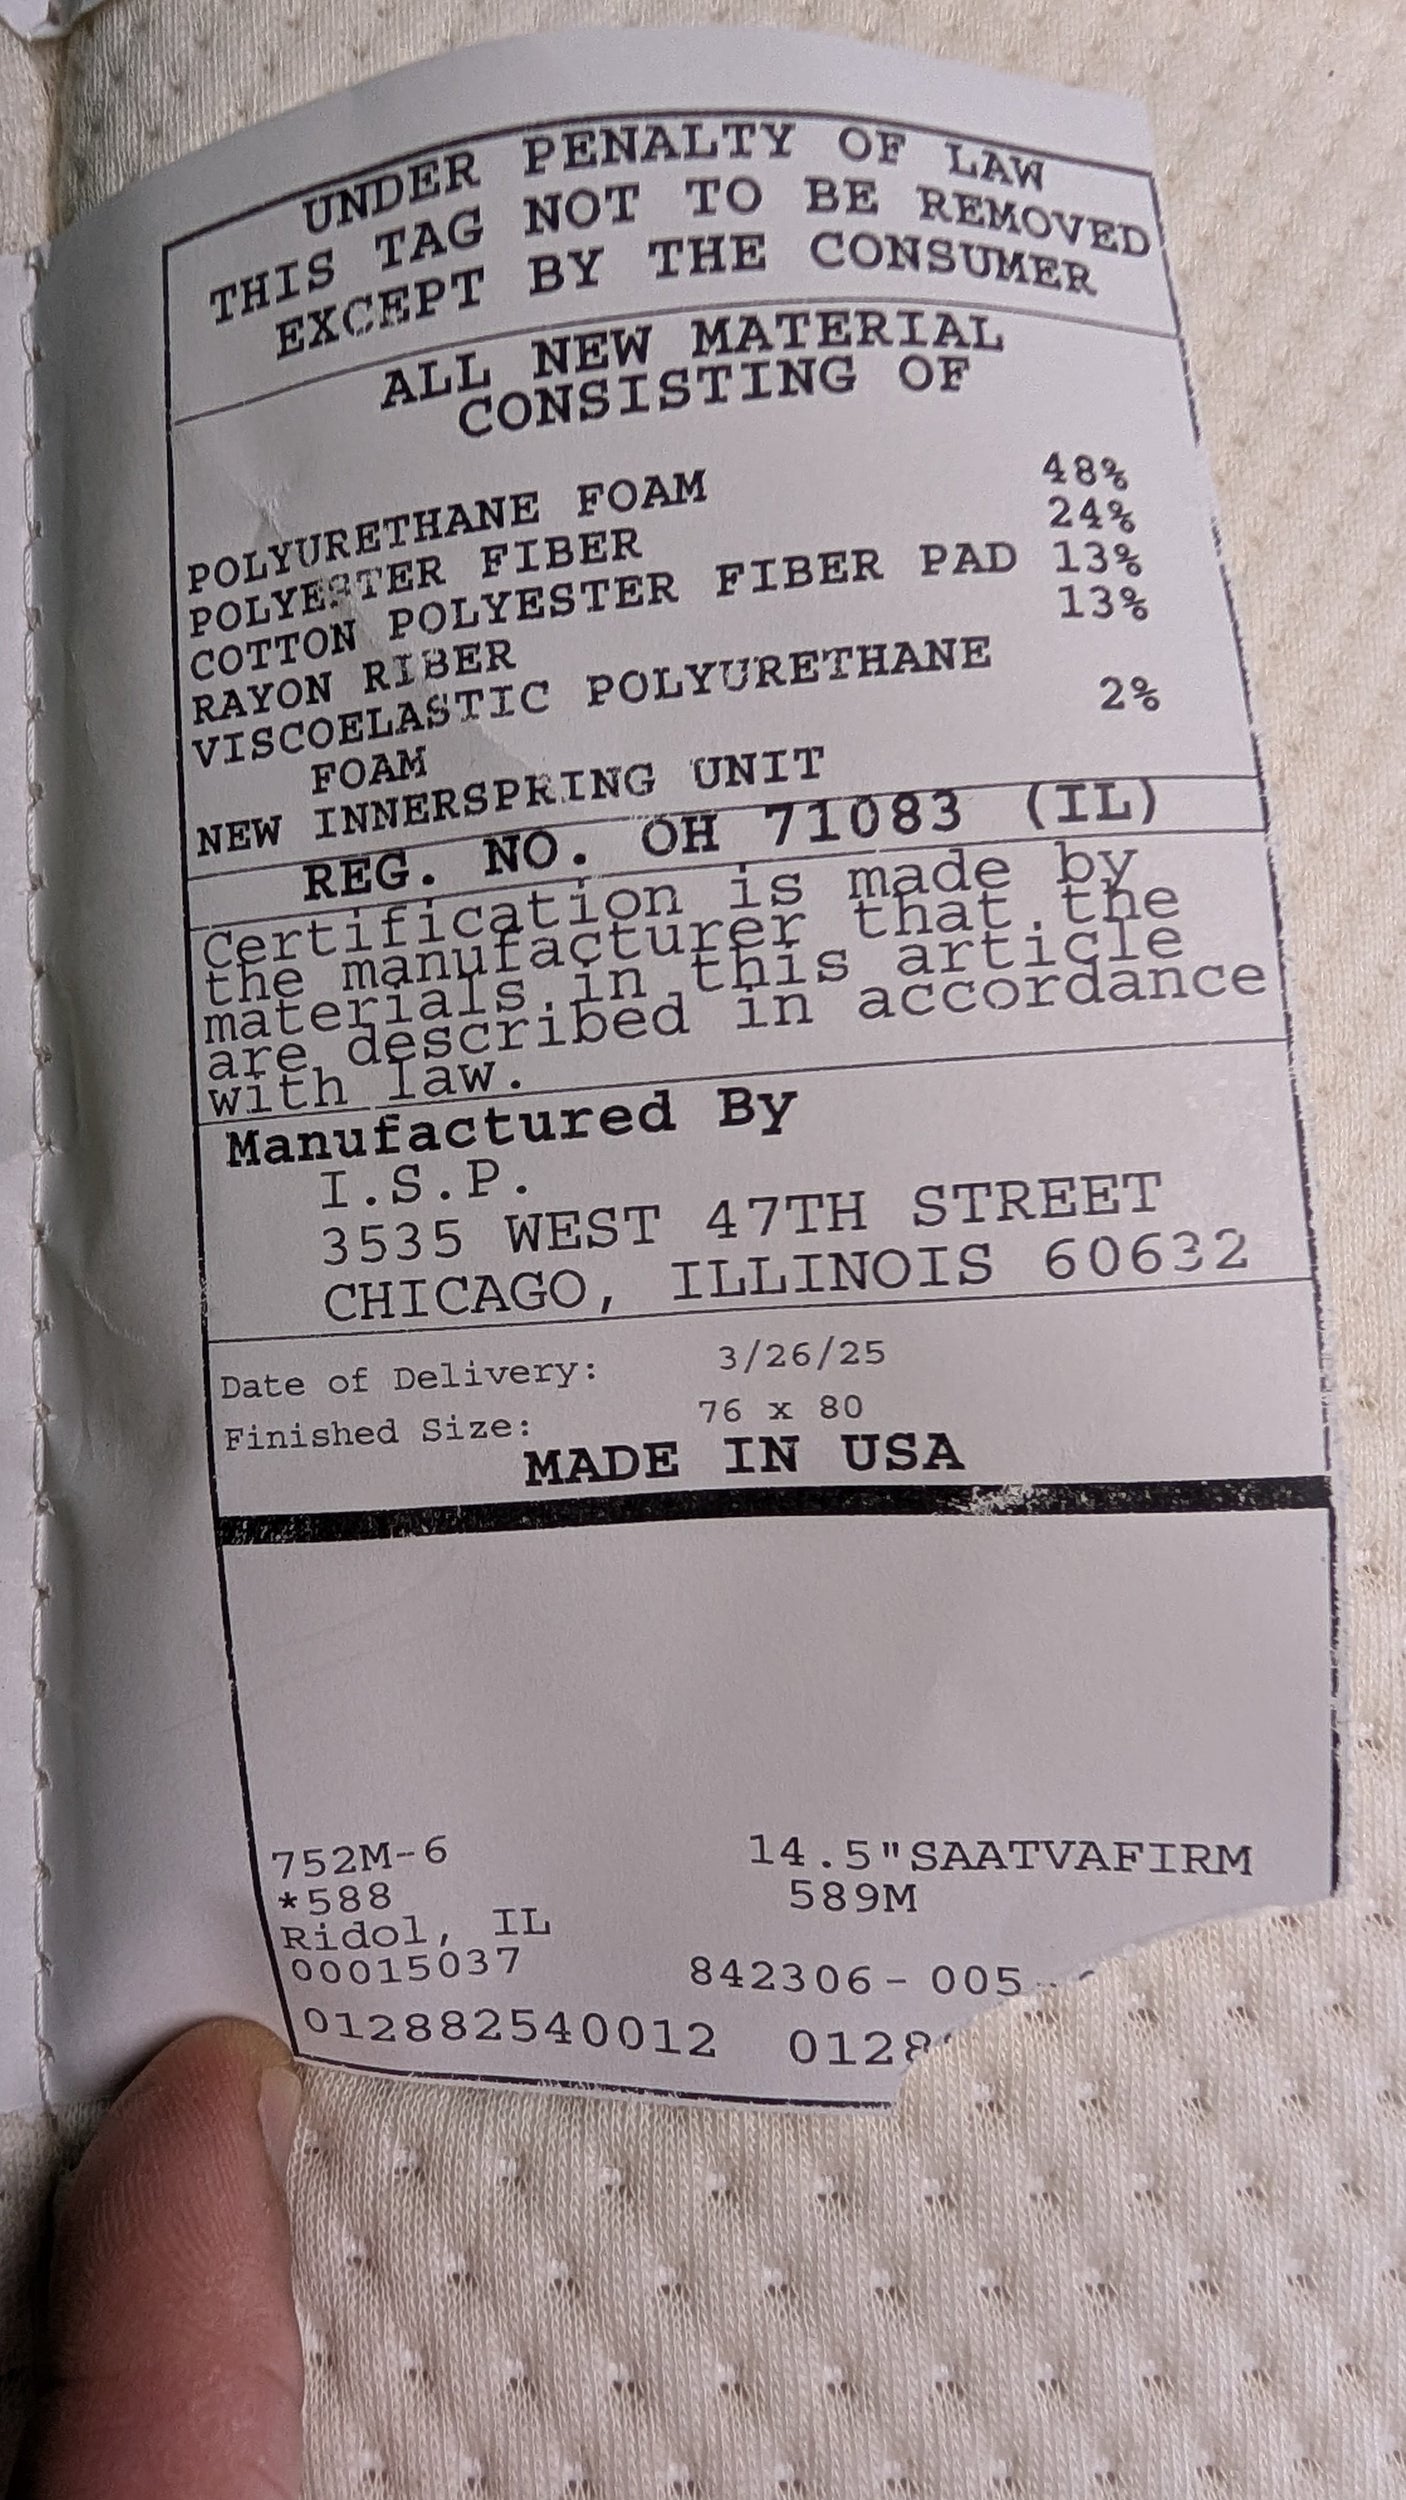 UNDER PENALTY OF LAW
THIS TAG NOT TO BE REMOVED
EXCEPT BY THE CONSUMER
ALL NEW MATERIAL
CONSISTING OF
POLYURETHANE FOAM 48%
POLYESTER FIBER 24%
COTTON POLYESTER FIBER PAD 13%
RAYON RIBER 13%
VISCOELASTIC POLYURETHANE
FOAM 2%
NEW INNERSPRING UNIT
REG. NO. OH 71083 (IL)
Certification is made by
the manufacturer that the
materials in this article
are described in accordance
with law.
Manufactured By
I.S.P.
3535 WEST 47TH STREET
CHICAGO, ILLINOIS 60632
Date of Delivery: 3/26/25
Finished Size: 76 x 80
MADE IN USA
752M-6 14.5"SAATVAFIRM
*588 589M
Ridol, IL
00015037 842306- 005
012882540012 0128